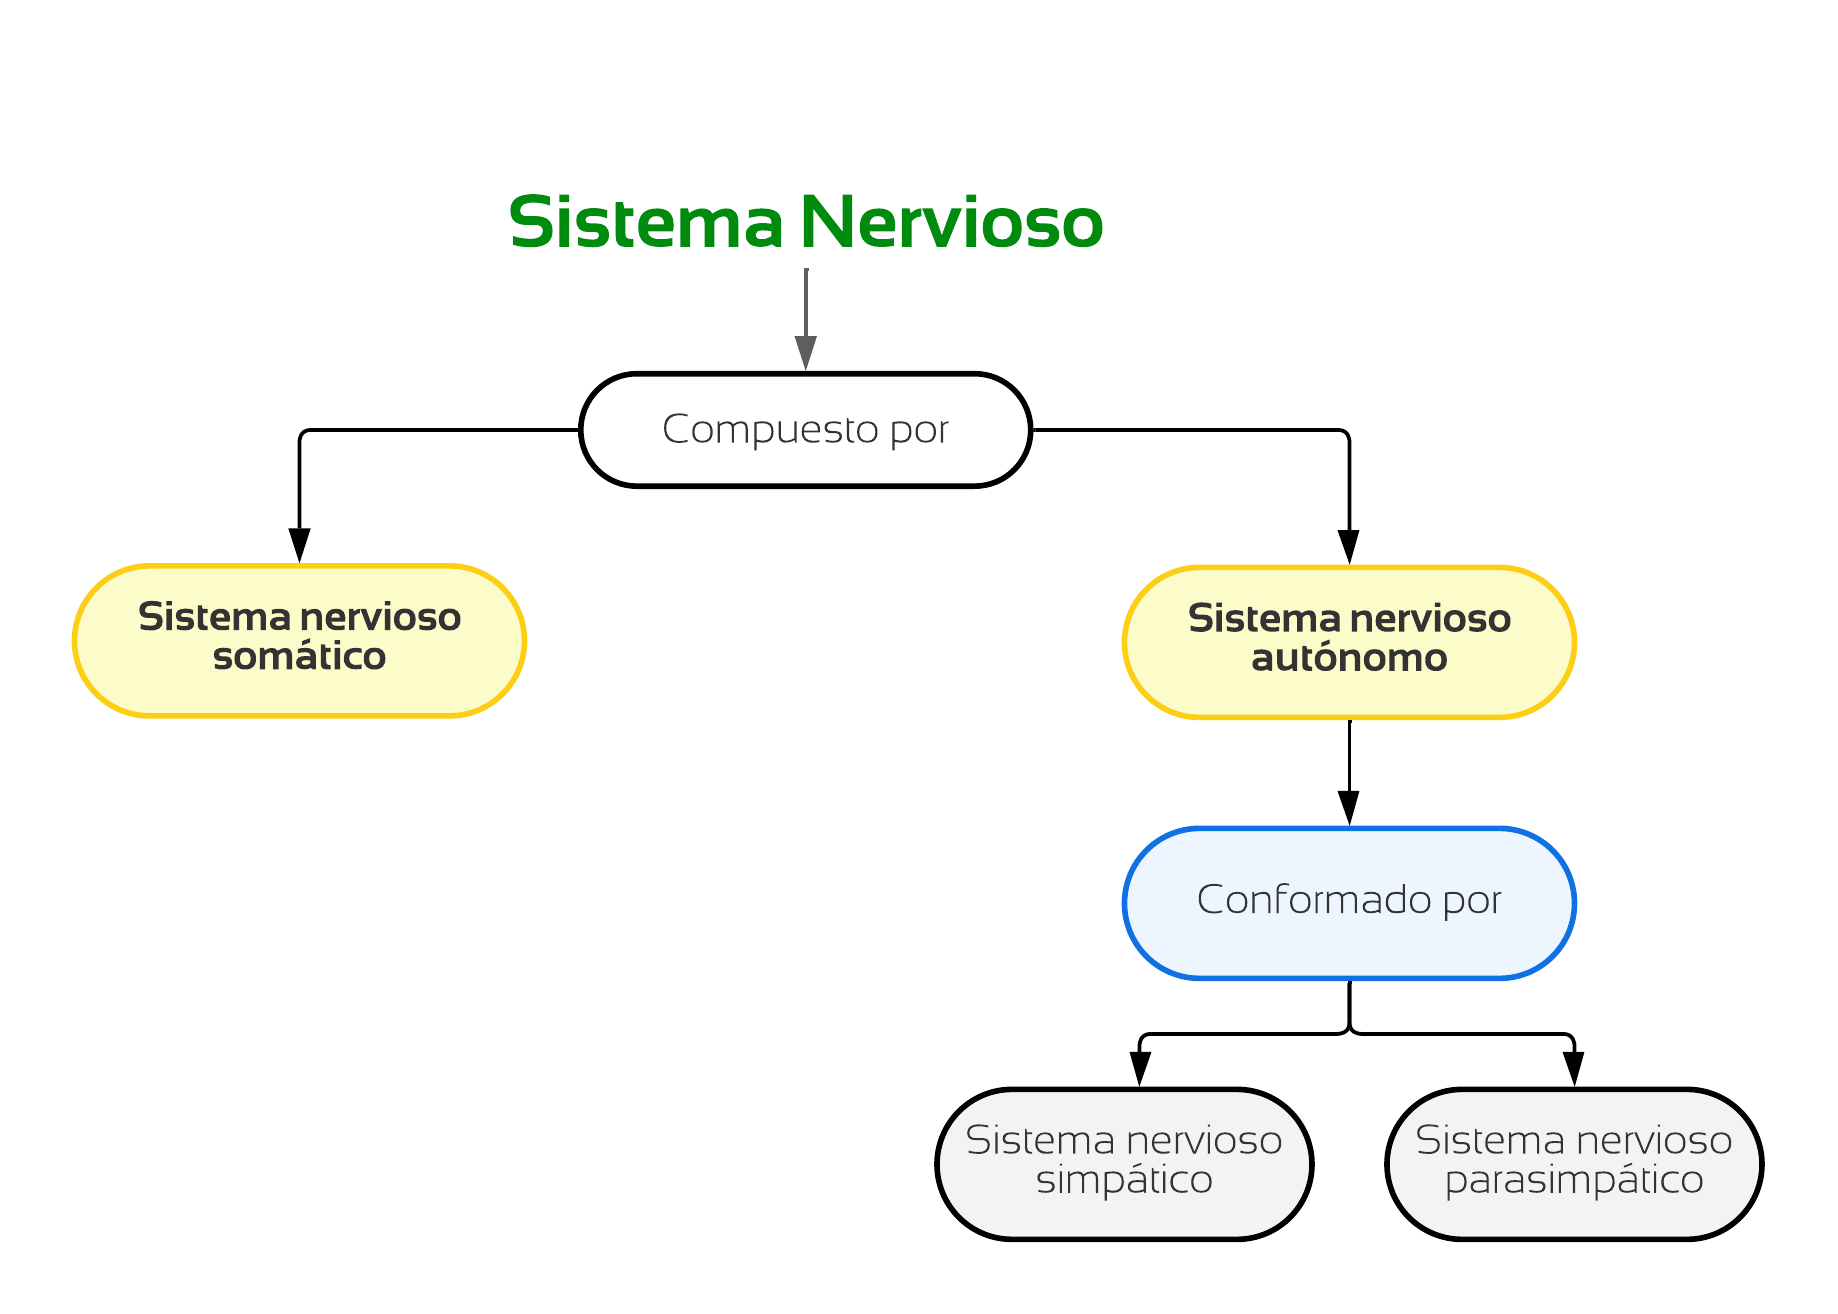 Sistema Nervioso
Compuesto por
Sistema nervioso
somático
Sistema nervioso
autónomo
Conformado por
Sistema nervioso
simpático
Sistema nervioso
parasimpático